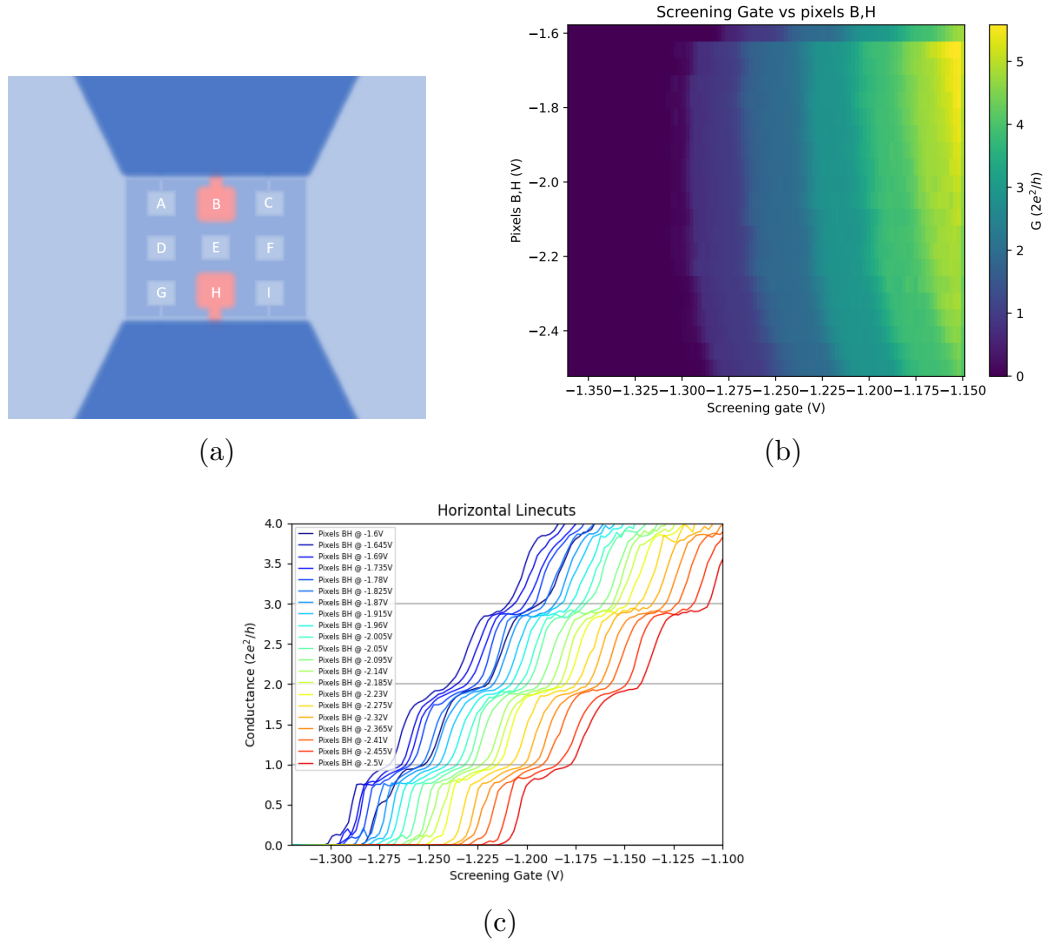 A B C
D E F
G H I
(a)
Screening Gate vs pixels B,H
Pixels B,H (V)
−1.6
−1.8
−2.0
−2.2
−2.4
−1.350 −1.325 −1.300 −1.275 −1.250 −1.225 −1.200 −1.175 −1.150
Screening gate (V)
5
4
3
2
1
0
G (2e²/h)
(b)
Horizontal Linecuts
Conductance (2e²/h)
4.0
3.5
3.0
2.5
2.0
1.5
1.0
0.5
0.0
Pixels BH @ -1.6V
Pixels BH @ -1.645V
Pixels BH @ -1.69V
Pixels BH @ -1.735V
Pixels BH @ -1.78V
Pixels BH @ -1.825V
Pixels BH @ -1.87V
Pixels BH @ -1.915V
Pixels BH @ -1.96V
Pixels BH @ -2.005V
Pixels BH @ -2.05V
Pixels BH @ -2.095V
Pixels BH @ -2.14V
Pixels BH @ -2.185V
Pixels BH @ -2.23V
Pixels BH @ -2.275V
Pixels BH @ -2.32V
Pixels BH @ -2.365V
Pixels BH @ -2.41V
Pixels BH @ -2.455V
Pixels BH @ -2.5V
−1.300 −1.275 −1.250 −1.225 −1.200 −1.175 −1.150 −1.125 −1.100
Screening Gate (V)
(c)